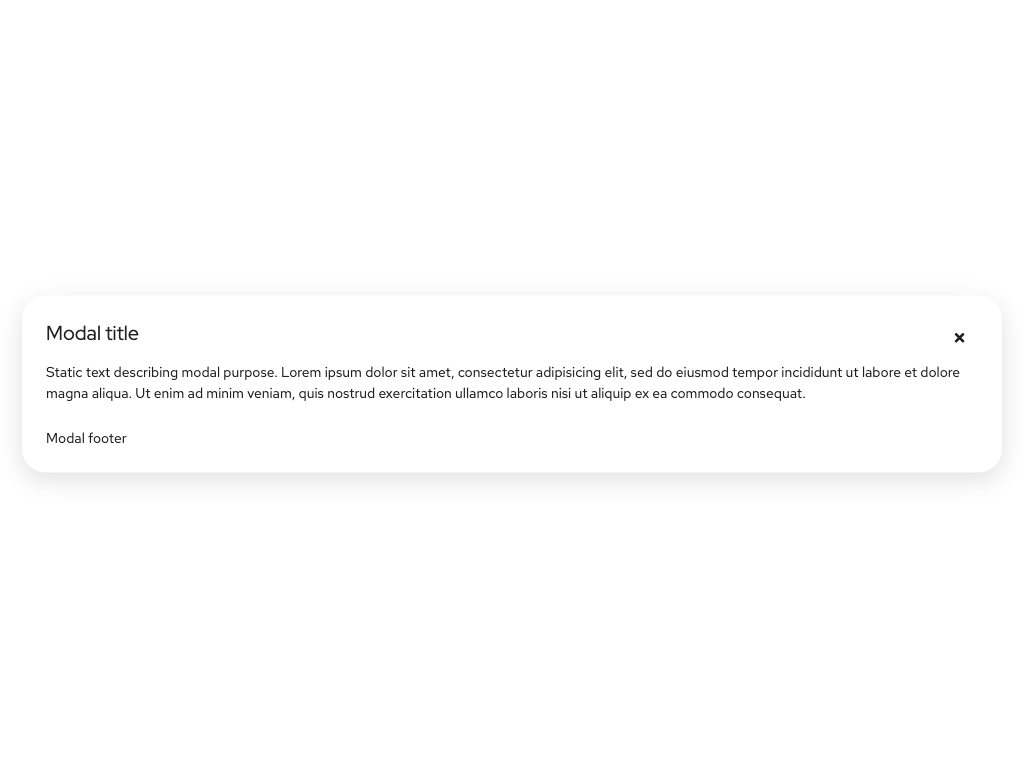 Modal title
Static text describing modal purpose. Lorem ipsum dolor sit amet, consectetur adipisicing elit, sed do eiusmod tempor incididunt ut labore et dolore
magna aliqua. Ut enim ad minim veniam, quis nostrud exercitation ullamco laboris nisi ut aliquip ex ea commodo consequat.
Modal footer